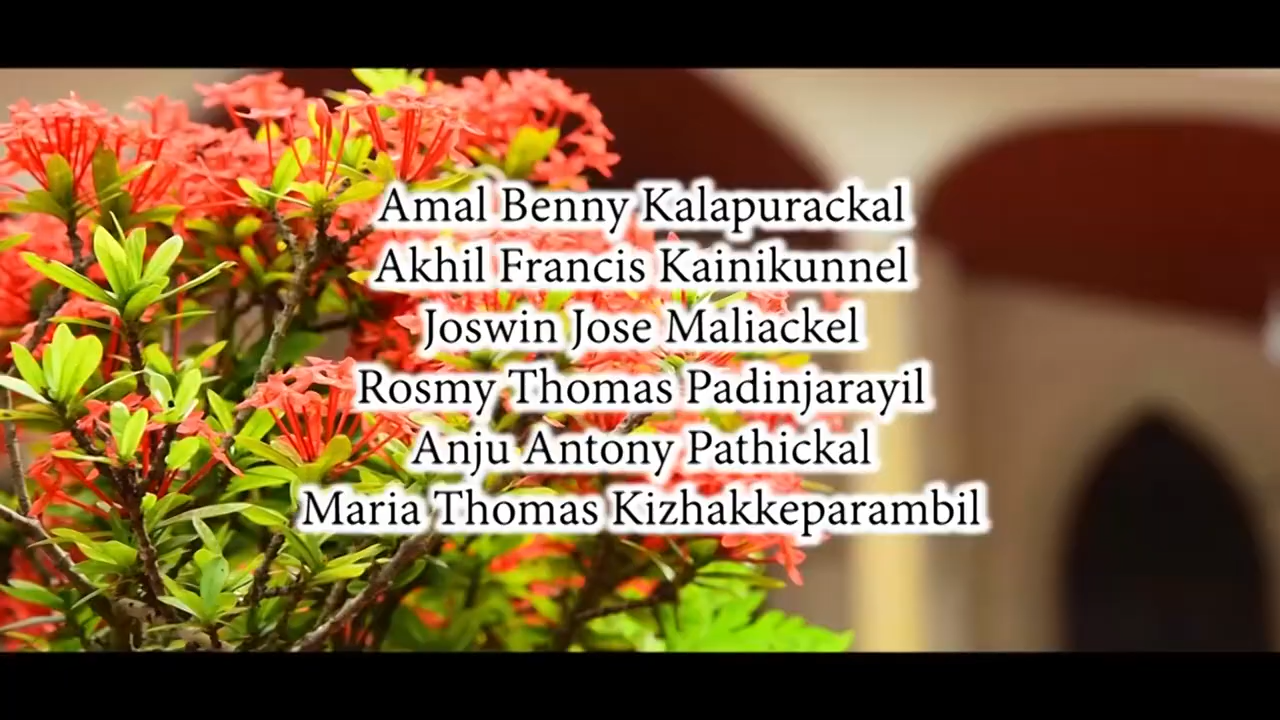 Amal Benny Kalapurackal
Akhil Francis Kainikunnel
Joswin Jose Maliackel
Rosmy Thomas Padinjarayil
Anju Antony Pathickal
Maria Thomas Kizhakkeparambil